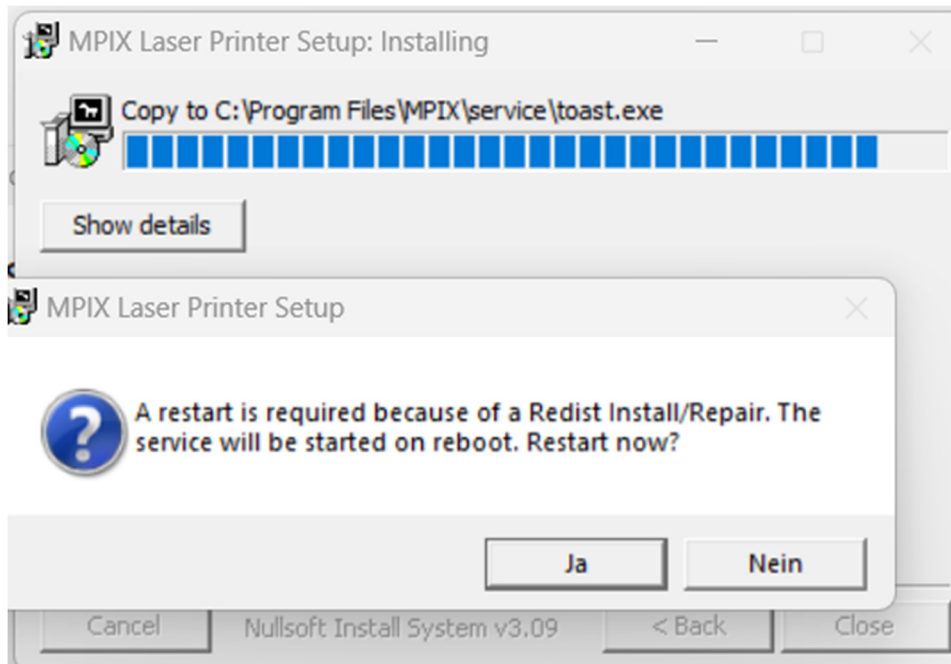 MPIX Laser Printer Setup: Installing
Copy to C:\Program Files\MPIX\service\toast.exe
Show details
MPIX Laser Printer Setup
A restart is required because of a Redist Install/Repair. The
service will be started on reboot. Restart now?
Ja
Nein
Cancel
Nullsoft Install System v3.09
< Back
Close